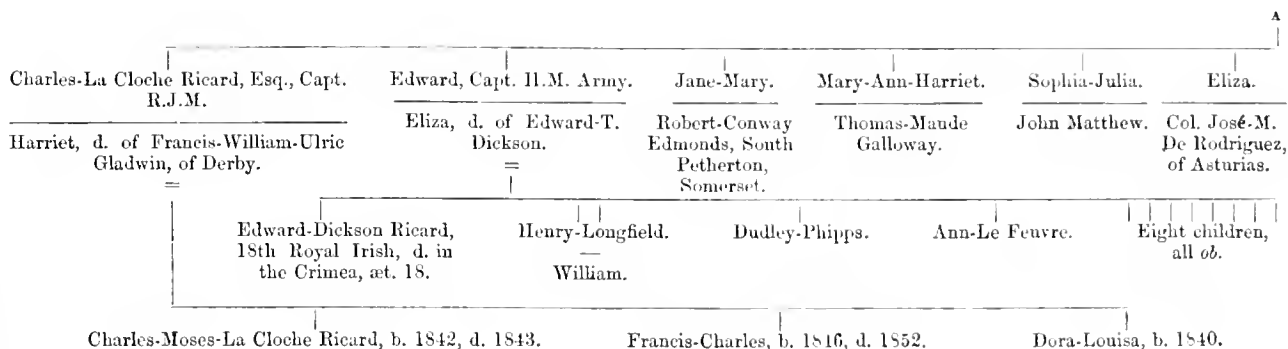 A
Charles-La Cloche Ricard, Esq., Capt. R.J.M.
Harriet, d. of Francis-William-Ulric Gladwin, of Derby.
=
Edward, Capt. H.M. Army.
Eliza, d. of Edward-T. Dickson.
=
Jane-Mary.
Robert-Conway Edmonds, South Petherton, Somerset.
Mary-Ann-Harriet.
Thomas-Maude Galloway.
Sophia-Julia.
John Matthew.
Eliza.
Col. José-M. De Rodriguez, of Asturias.
Edward-Dickson Ricard, 18th Royal Irish, d. in the Crimea, æt. 18.
Henry-Longfield.
—
William.
Dudley-Phipps.
Ann-Le Feuvre.
Eight children, all ob.
Charles-Moses-La Cloche Ricard, b. 1842, d. 1843.
Francis-Charles, b. 1846, d. 1852.
Dora-Louisa, b. 1840.